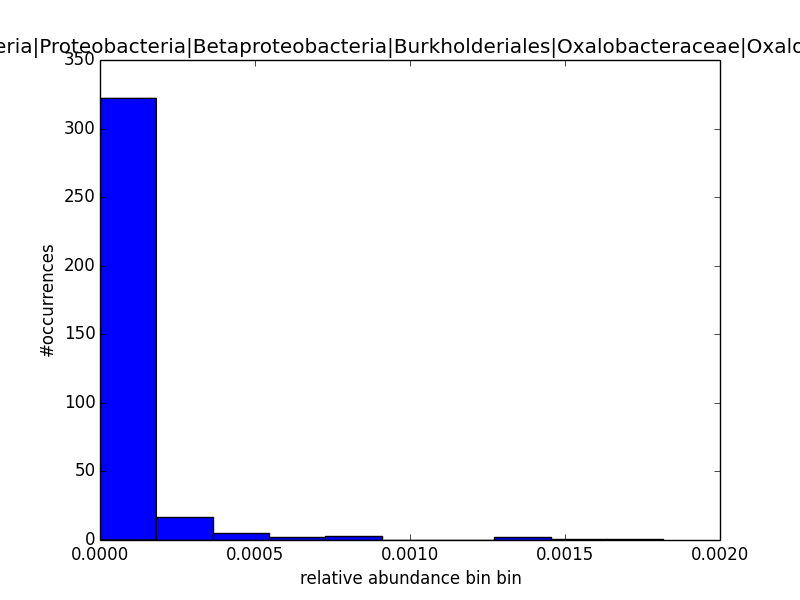 eria|Proteobacteria|Betaproteobacteria|Burkholderiales|Oxalobacteraceae|Oxalo
350
300
250
200
150
100
50
0
#occurrences
0.0000 0.0005 0.0010 0.0015 0.0020
relative abundance bin bin